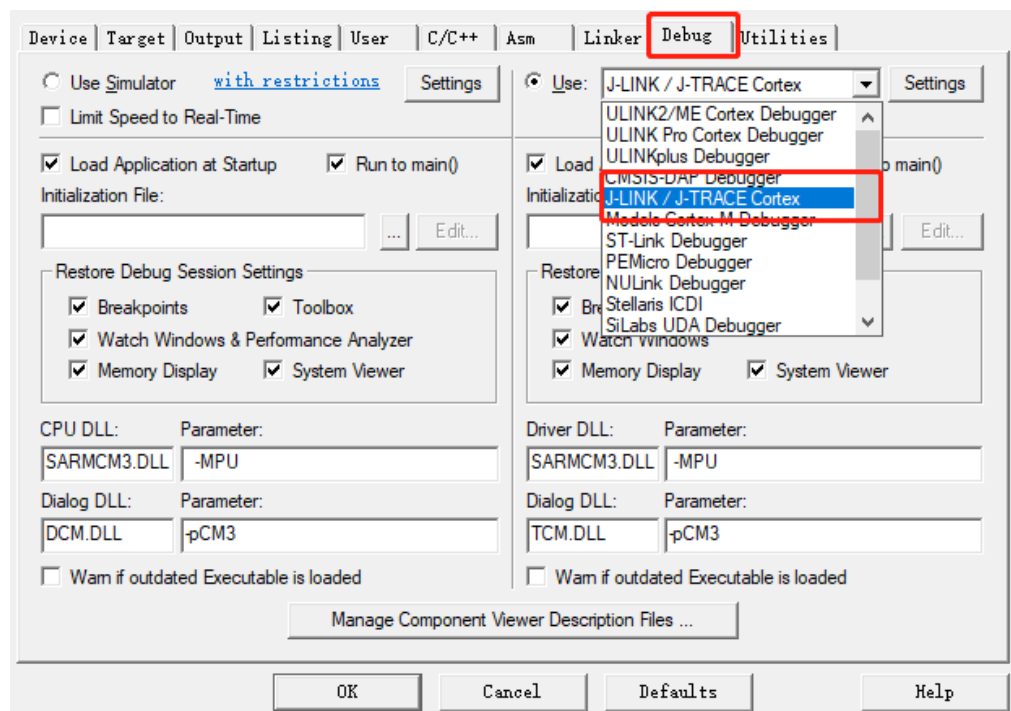 Device Target Output Listing User C/C++ Asm Linker Debug Utilities
Use Simulator with restrictions Settings
Limit Speed to Real-Time
Load Application at Startup Run to main()
Initialization File:
... Edit...
Restore Debug Session Settings
Breakpoints Toolbox
Watch Windows & Performance Analyzer
Memory Display System Viewer
CPU DLL: Parameter:
SARMCM3.DLL -MPU
Dialog DLL: Parameter:
DCM.DLL -pCM3
Warn if outdated Executable is loaded
Use: J-LINK / J-TRACE Cortex Settings
ULINK2/ME Cortex Debugger
ULINK Pro Cortex Debugger
ULINKplus Debugger
CMSIS-DAP Debugger
J-LINK / J-TRACE Cortex
Models Cortex-M Debugger
ST-Link Debugger
PEMicro Debugger
NULink Debugger
Stellaris ICDI
SiLabs UDA Debugger
Load main()
Edit...
Restore
Watch Windows
Memory Display System Viewer
Driver DLL: Parameter:
SARMCM3.DLL -MPU
Dialog DLL: Parameter:
TCM.DLL -pCM3
Warn if outdated Executable is loaded
Manage Component Viewer Description Files ...
OK Cancel Defaults Help